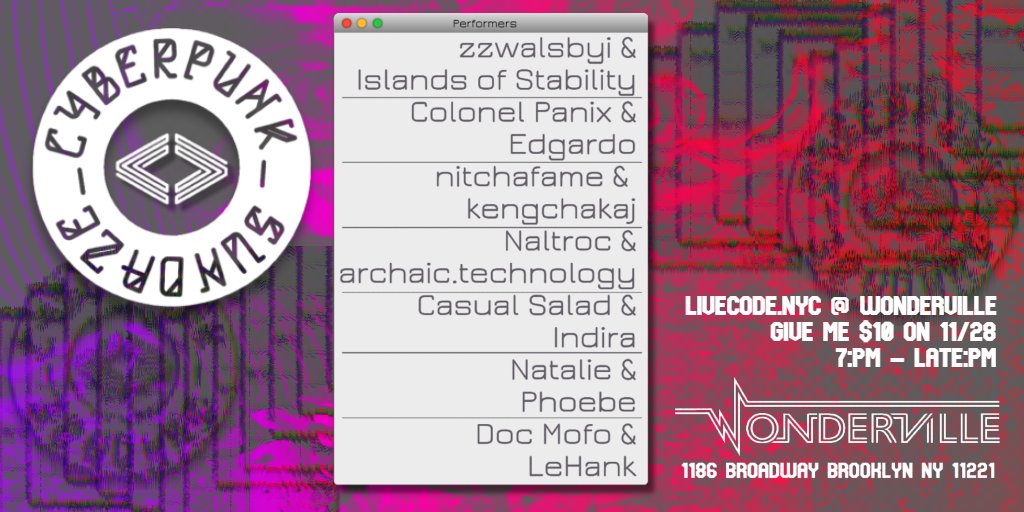 CYBERPUNK - SUNDAZE -
Performers
zzwalsbyi &
Islands of Stability
Colonel Panix &
Edgardo
nitchafame &
kengchakaj
Naltroc &
archaic.technology
Casual Salad &
Indira
Natalie &
Phoebe
Doc Mofo &
LeHank
LIVECODE.NYC @ WONDERVILLE
GIVE ME $10 ON 11/28
7:PM - LATE:PM
WONDERVILLE
1186 BROADWAY BROOKLYN NY 11221